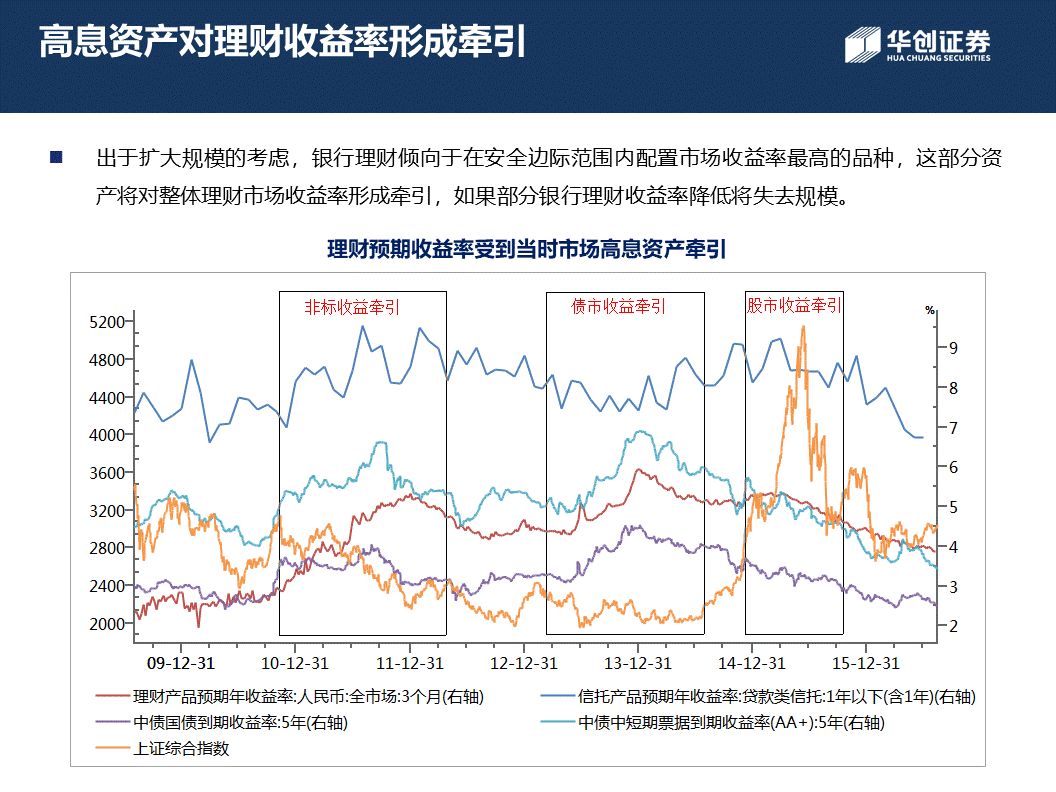 高息资产对理财收益率形成牵引
华创证券
HUA CHUANG SECURITIES
出于扩大规模的考虑，银行理财倾向于在安全边际范围内配置市场收益率最高的品种，这部分资
产将对整体理财市场收益率形成牵引，如果部分银行理财收益率降低将失去规模。
理财预期收益率受到当时市场高息资产牵引
非标收益牵引
债市收益牵引
股市收益牵引
%
5200
4800
4400
4000
3600
3200
2800
2400
2000
9
8
7
6
5
4
3
2
09-12-31 10-12-31 11-12-31 12-12-31 13-12-31 14-12-31 15-12-31
理财产品预期年收益率:人民币:全市场:3个月(右轴)
信托产品预期年收益率:贷款类信托:1年以下(含1年)(右轴)
中债国债到期收益率:5年(右轴)
中债中短期票据到期收益率(AA+):5年(右轴)
上证综合指数